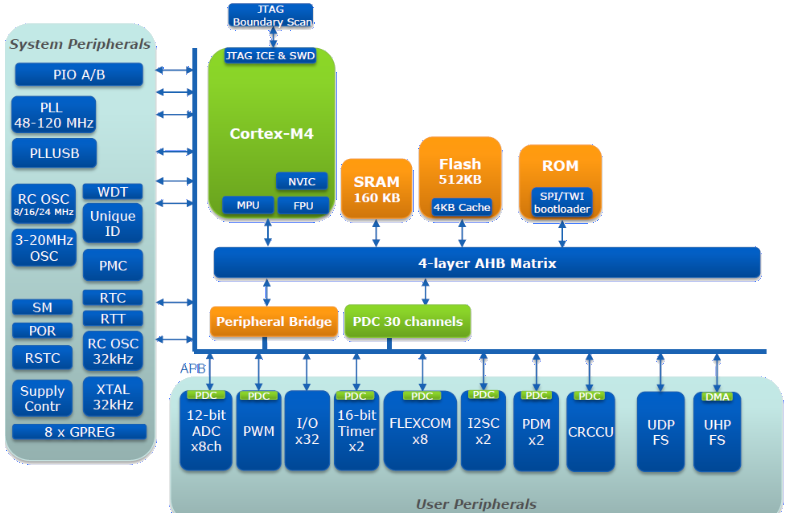 JTAG
Boundary Scan
System Peripherals
JTAG ICE & SWD
PIO A/B
PLL
48-120 MHz
PLLUSB
Cortex-M4
NVIC
MPU
FPU
SRAM
160 KB
Flash
512KB
4KB Cache
ROM
SPI/TWI
bootloader
RC OSC
8/16/24 MHz
WDT
Unique
ID
3-20MHz
OSC
PMC
4-layer AHB Matrix
SM
RTC
POR
RTT
RSTC
RC OSC
32kHz
Supply
Contr
XTAL
32kHz
8 x GPREG
Peripheral Bridge
PDC 30 channels
APB
PDC
12-bit
ADC
x8ch
PDC
PWM
I/O
x32
PDC
16-bit
Timer
x2
PDC
FLEXCOM
x8
PDC
I2SC
x2
PDC
PDM
x2
PDC
CRCCU
UDP
FS
DMA
UHP
FS
User Peripherals